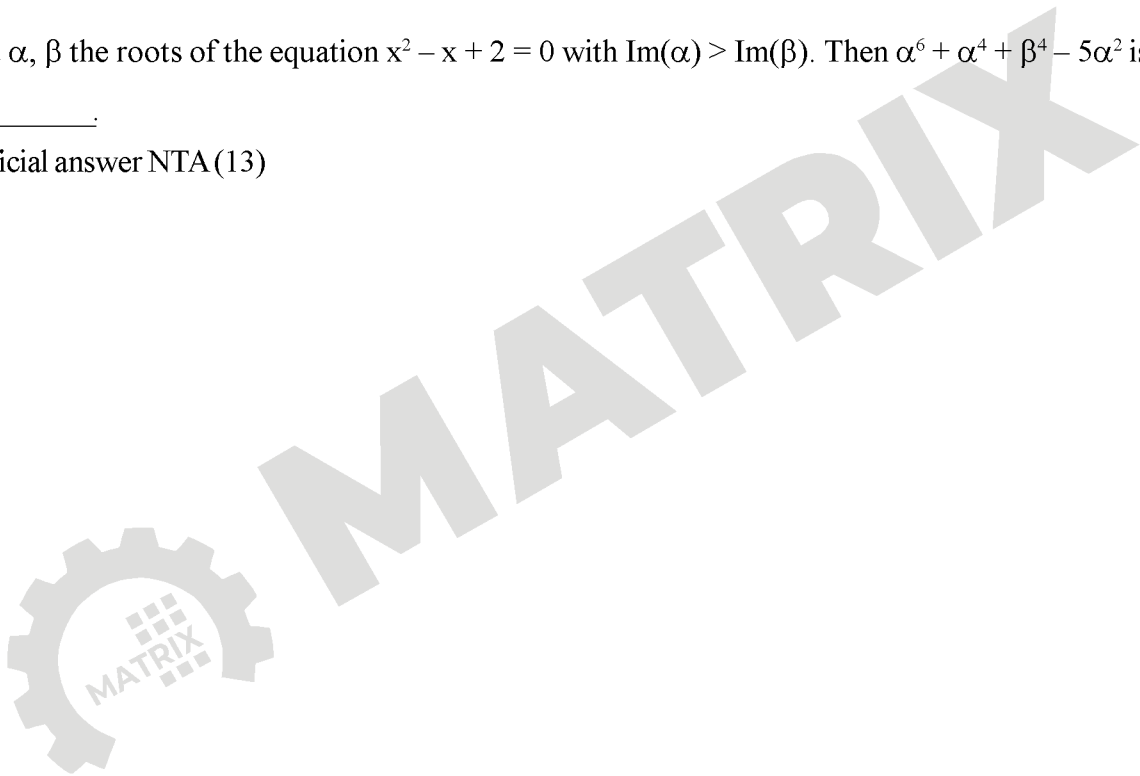 α, β the roots of the equation x² – x + 2 = 0 with Im(α) > Im(β). Then α⁶ + α⁴ + β⁴ – 5α² is
________.
icial answer NTA (13)
MATRIX
MATRIX